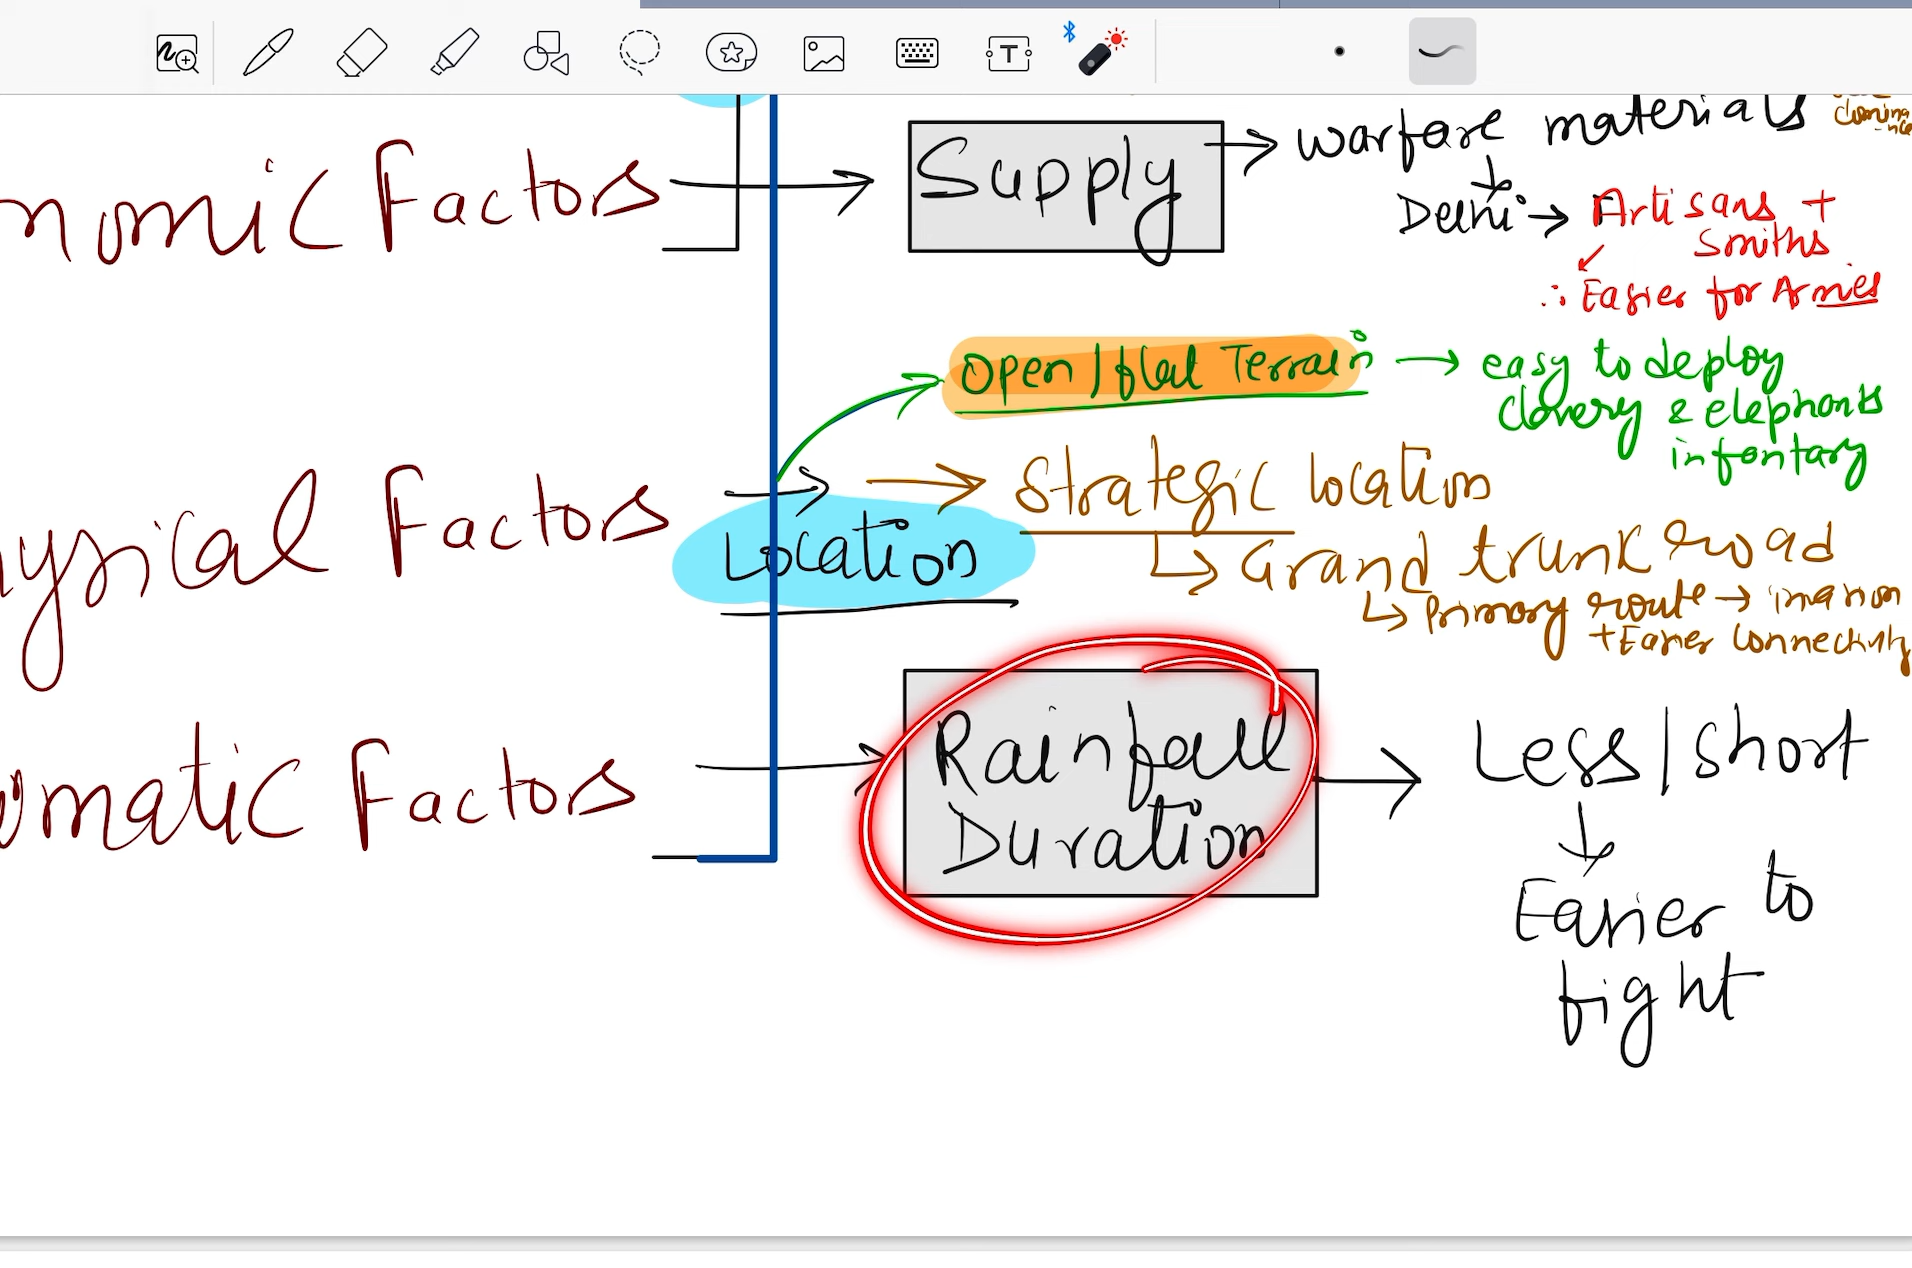 nomic Factors
Supply
warfare materials
Delhi → Artisans +
Smiths
∴ Easier for Armies
Open / flat Terrain → easy to deploy
& elephants
infantary
ysical Factors
Location
Strategic location
Grand trunk road
Primary route →
+ Easier Connectivity
matic Factors
Rainfall
Duration
Less / short
Easier to
fight